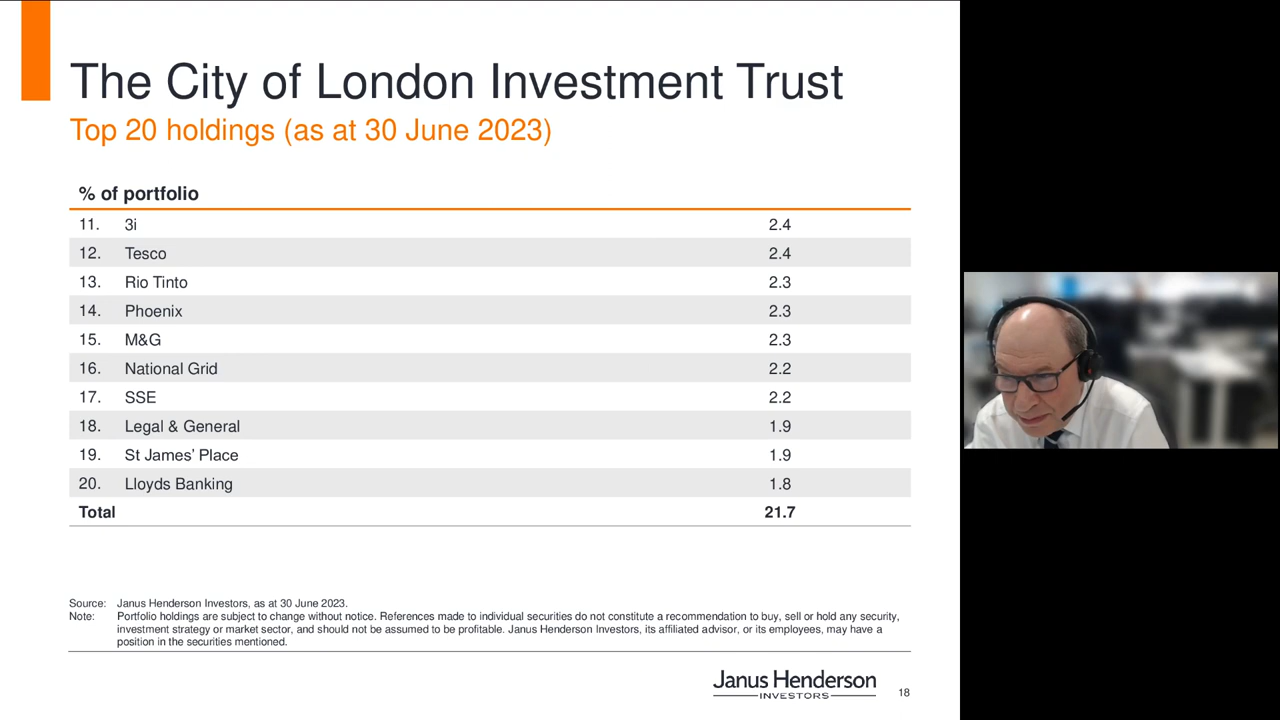 The City of London Investment Trust
Top 20 holdings (as at 30 June 2023)
% of portfolio
11. 3i 2.4
12. Tesco 2.4
13. Rio Tinto 2.3
14. Phoenix 2.3
15. M&G 2.3
16. National Grid 2.2
17. SSE 2.2
18. Legal & General 1.9
19. St James’ Place 1.9
20. Lloyds Banking 1.8
Total 21.7
Source: Janus Henderson Investors, as at 30 June 2023.
Note: Portfolio holdings are subject to change without notice. References made to individual securities do not constitute a recommendation to buy, sell or hold any security,
investment strategy or market sector, and should not be assumed to be profitable. Janus Henderson Investors, its affiliated advisor, or its employees, may have a
position in the securities mentioned.
Janus Henderson
INVESTORS
18